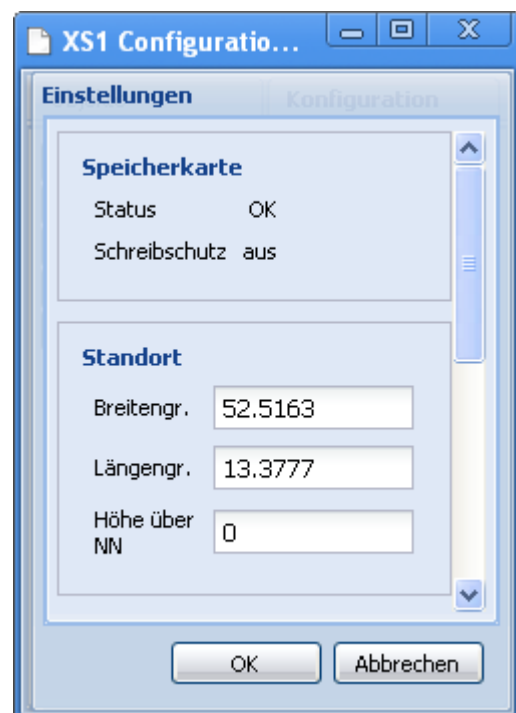 XS1 Configuratio...
Einstellungen
Konfiguration
Speicherkarte
Status OK
Schreibschutz aus
Standort
Breitengr. 52.5163
Längengr. 13.3777
Höhe über
NN 0
OK Abbrechen